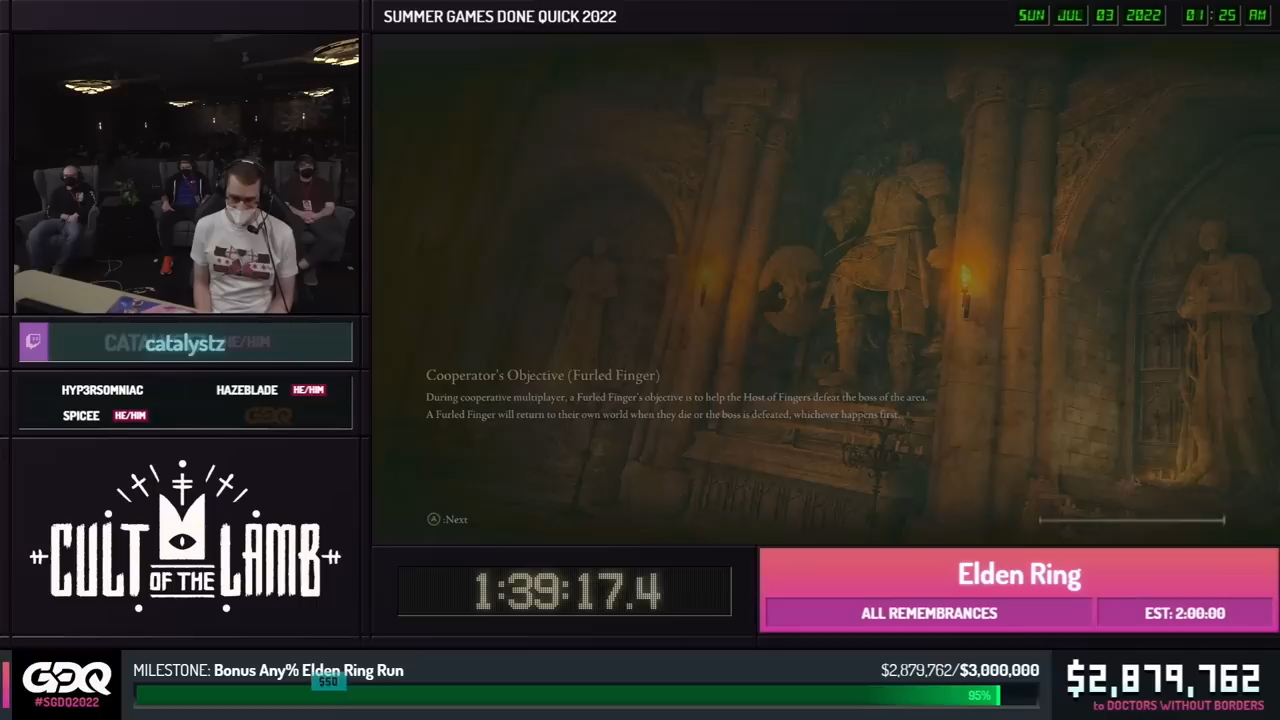 SUMMER GAMES DONE QUICK 2022
SUN JUL 03 2022 01:25 AM
catalystz
HE/HIM
HYP3RSOMNIAC
HAZEBLADE HE/HIM
SPICEE HE/HIM
GDQ
Cooperator's Objective (Furled Finger)
During cooperative multiplayer, a Furled Finger's objective is to help the Host of Fingers defeat the boss of the area.
A Furled Finger will return to their own world when they die or the boss is defeated, whichever happens first.
A :Next
CULT OF THE LAMB
1:39:17.4
Elden Ring
ALL REMEMBRANCES
EST: 2:00:00
GDQ
#SGDQ2022
MILESTONE: Bonus Any% Elden Ring Run
$2,879,762/$3,000,000
$50
95%
$2,879,762
to DOCTORS WITHOUT BORDERS